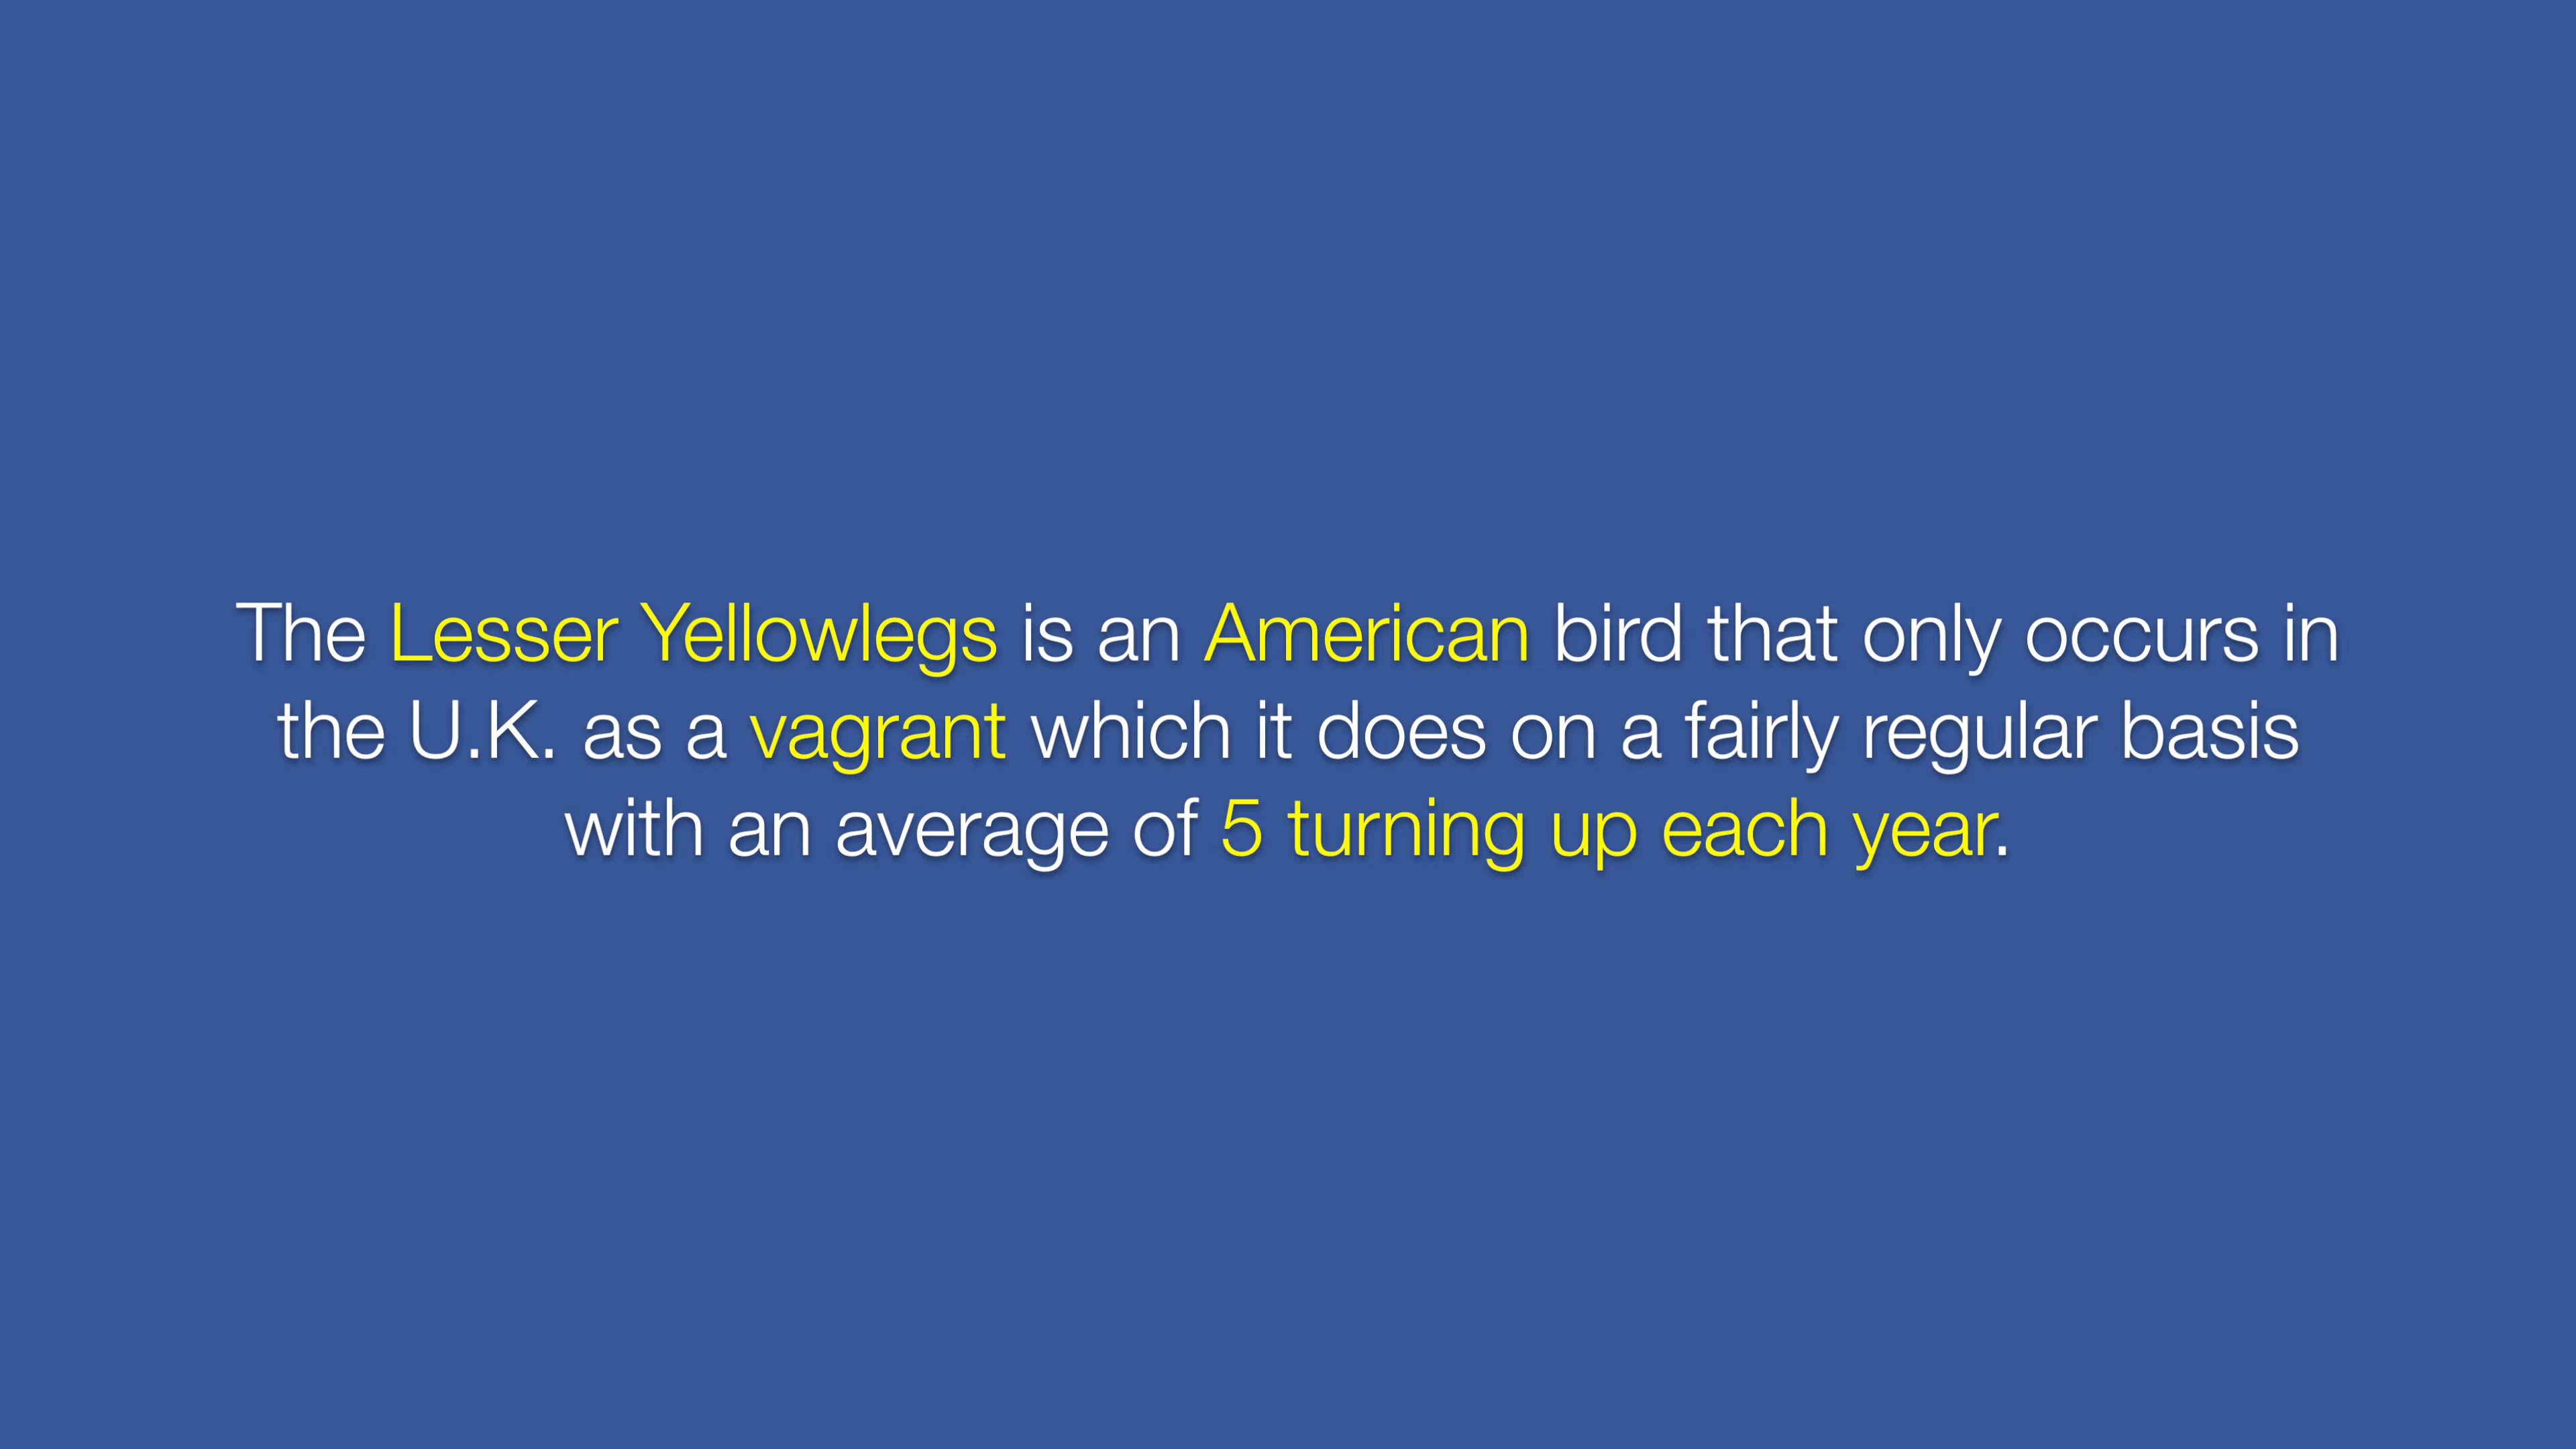 The Lesser Yellowlegs is an American bird that only occurs in
the U.K. as a vagrant which it does on a fairly regular basis
with an average of 5 turning up each year.